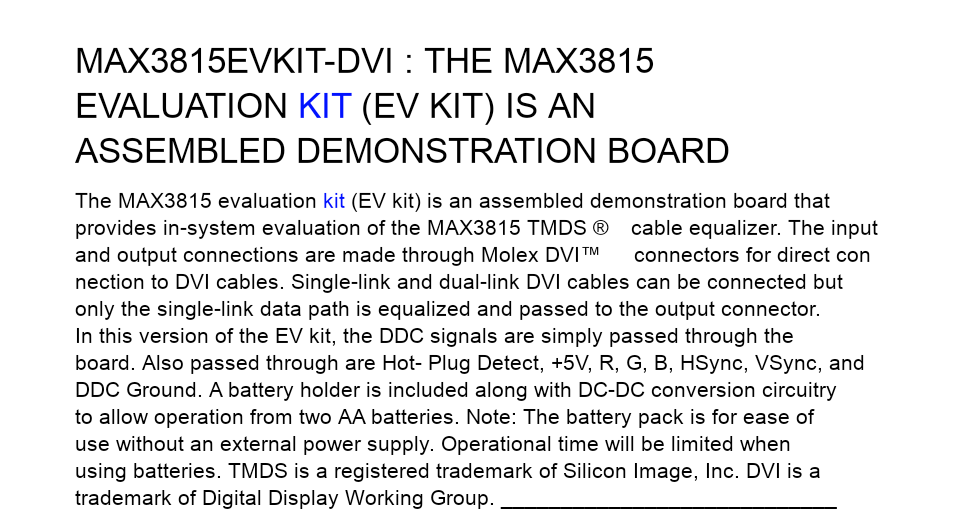 MAX3815EVKIT-DVI : THE MAX3815
EVALUATION KIT (EV KIT) IS AN
ASSEMBLED DEMONSTRATION BOARD
The MAX3815 evaluation kit (EV kit) is an assembled demonstration board that
provides in-system evaluation of the MAX3815 TMDS ® cable equalizer. The input
and output connections are made through Molex DVI™ connectors for direct con
nection to DVI cables. Single-link and dual-link DVI cables can be connected but
only the single-link data path is equalized and passed to the output connector.
In this version of the EV kit, the DDC signals are simply passed through the
board. Also passed through are Hot- Plug Detect, +5V, R, G, B, HSync, VSync, and
DDC Ground. A battery holder is included along with DC-DC conversion circuitry
to allow operation from two AA batteries. Note: The battery pack is for ease of
use without an external power supply. Operational time will be limited when
using batteries. TMDS is a registered trademark of Silicon Image, Inc. DVI is a
trademark of Digital Display Working Group. ____________________________